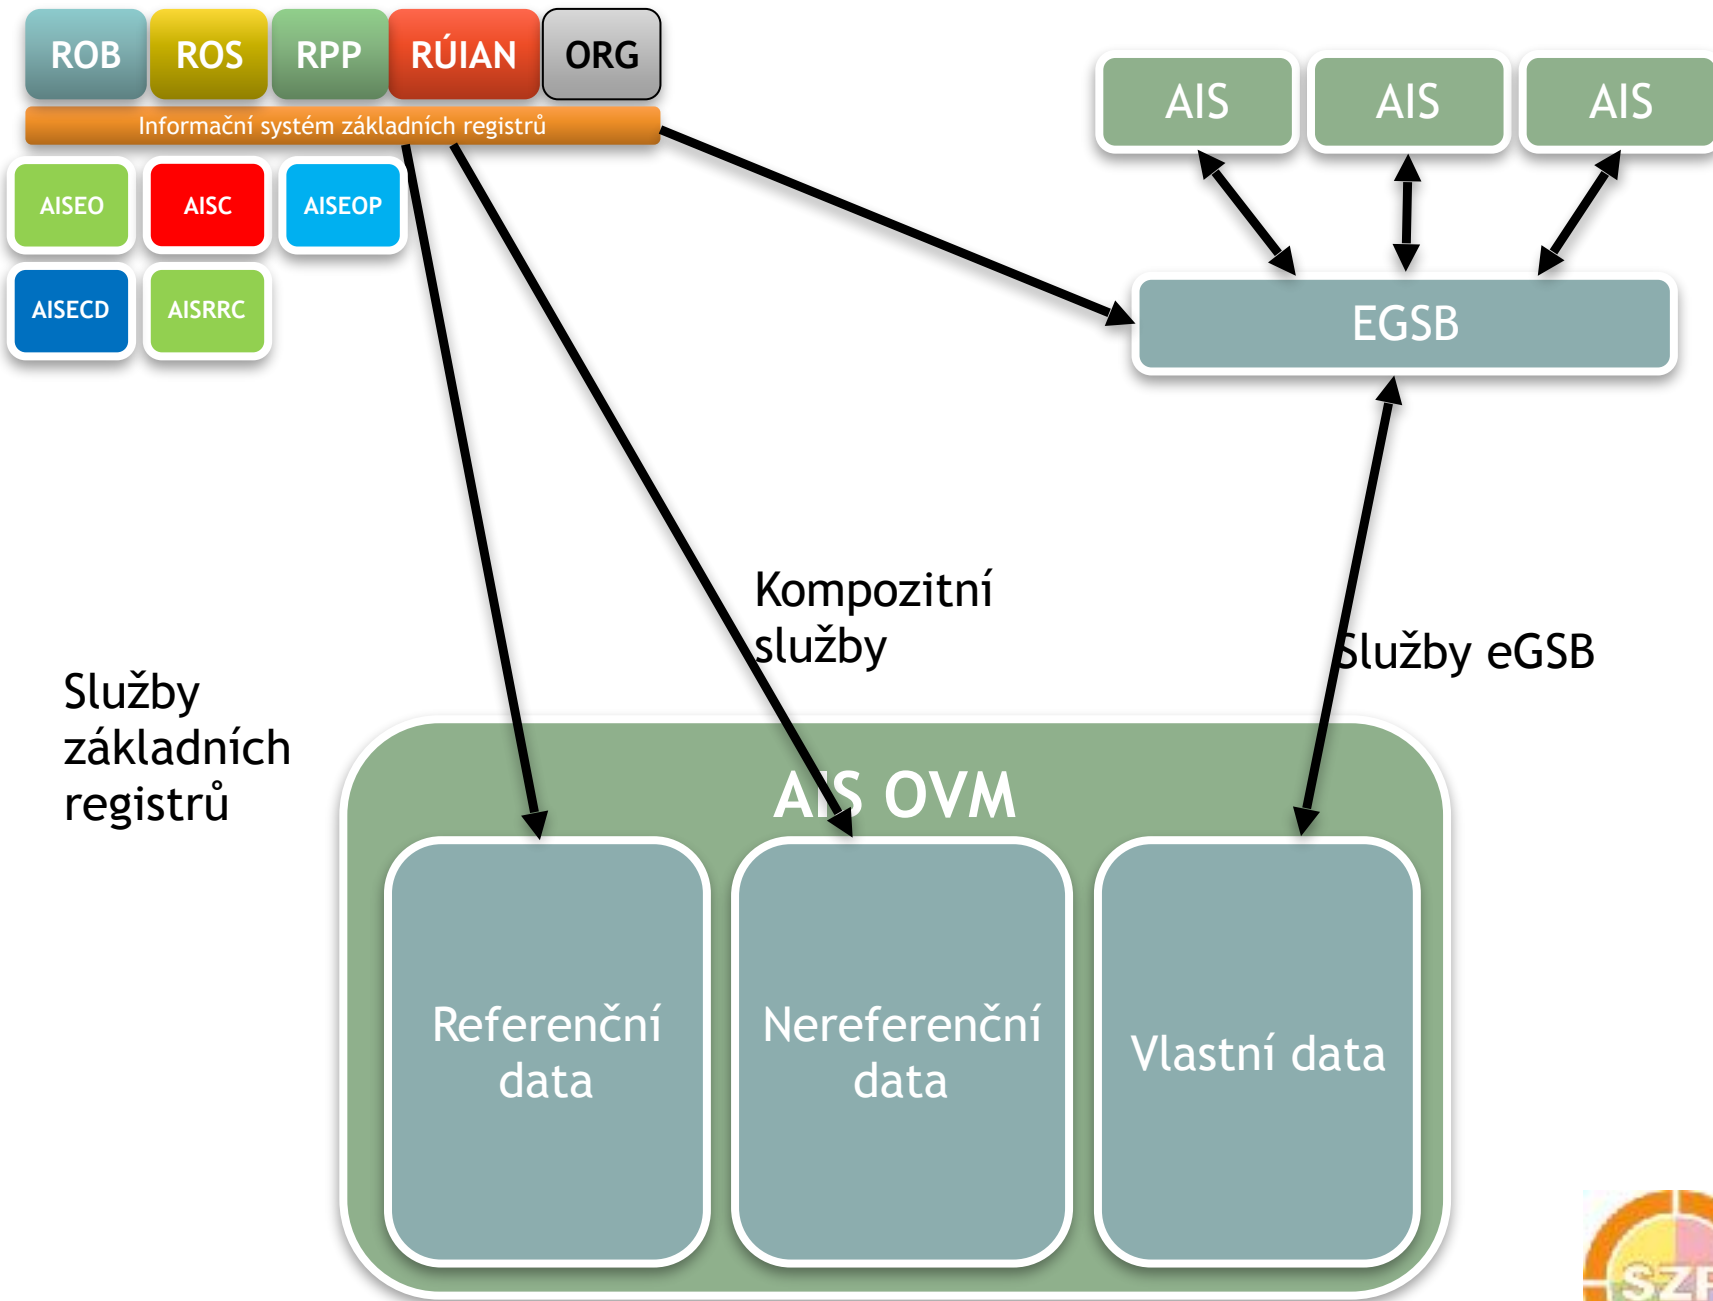 ROB ROS RPP RÚIAN ORG
Informační systém základních registrů
AIS AIS AIS
AISEO AISC AISEOP
AISECD AISRRC
EGSB
Kompozitní
služby
Služby eGSB
Služby
základních
registrů
AIS OVM
Referenční
data
Nereferenční
data
Vlastní data